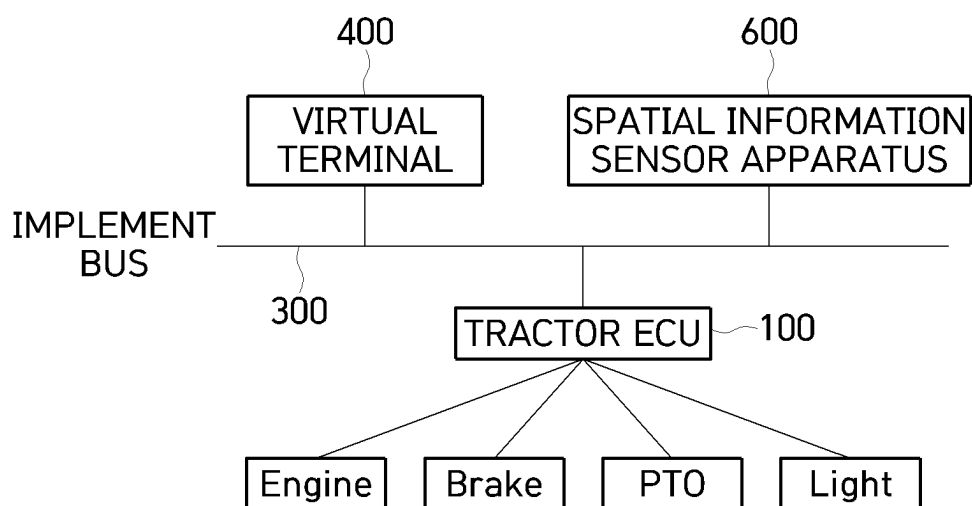 400
600
VIRTUAL
TERMINAL
SPATIAL INFORMATION
SENSOR APPARATUS
IMPLEMENT
BUS
300
TRACTOR ECU
100
Engine
Brake
PTO
Light